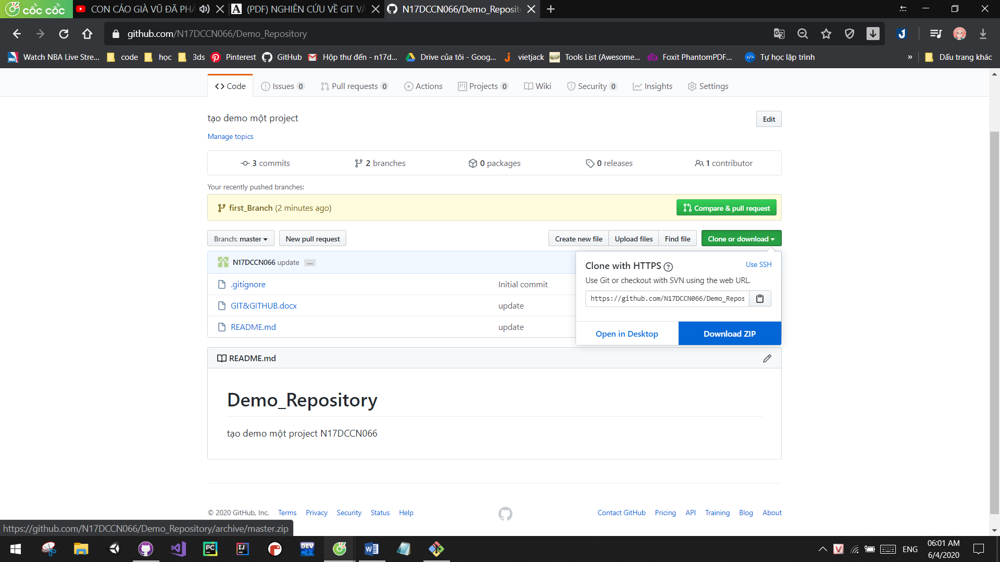 cốc cốc
CON CÁO GIÀ VŨ ĐÃ PHẢ
(PDF) NGHIÊN CỨU VỀ GIT VÀ
N17DCCN066/Demo_Reposito
github.com/N17DCCN066/Demo_Repository
Watch NBA Live Stre... code học 3ds Pinterest GitHub Hộp thư đến - n17d... Drive của tôi - Goog... vietjack Tools List (Awesome... Foxit PhantomPDF... Tự học lập trình » Dấu trang khác
Code Issues 0 Pull requests 0 Actions Projects 0 Wiki Security 0 Insights Settings
tạo demo một project
Edit
Manage topics
3 commits 2 branches 0 packages 0 releases 1 contributor
Your recently pushed branches:
first_Branch (2 minutes ago)
Compare & pull request
Branch: master New pull request Create new file Upload files Find file Clone or download
N17DCCN066 update ...
.gitignore Initial commit
GIT&GITHUB.docx update
README.md update
Clone with HTTPS ?
Use SSH
Use Git or checkout with SVN using the web URL.
https://github.com/N17DCCN066/Demo_Repos
Open in Desktop Download ZIP
README.md
Demo_Repository
tạo demo một project N17DCCN066
© 2020 GitHub, Inc. Terms Privacy Security Status Help Contact GitHub Pricing API Training Blog About
https://github.com/N17DCCN066/Demo_Repository/archive/master.zip
PC
IJ
DEV
V
ENG
06:01 AM
6/4/2020